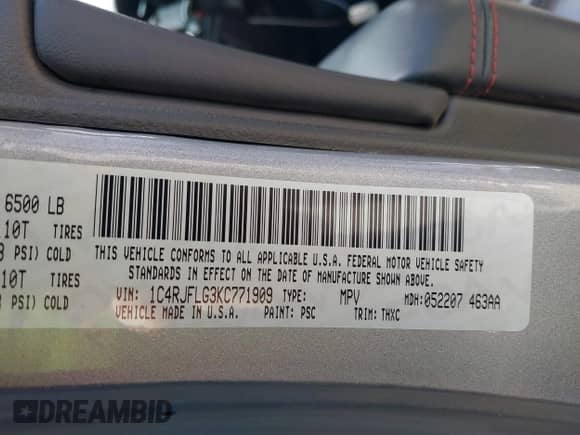 6500 LB
10T TIRES
PSI) COLD
10T TIRES
PSI) COLD
THIS VEHICLE CONFORMS TO ALL APPLICABLE U.S.A. FEDERAL MOTOR VEHICLE SAFETY
STANDARDS IN EFFECT ON THE DATE OF MANUFACTURE SHOWN ABOVE.
VIN: 1C4RJFLG3KC771909 TYPE: MPV MDH:052207 463AA
VEHICLE MADE IN U.S.A. PAINT: PSC TRIM: THXC
DREAMBID